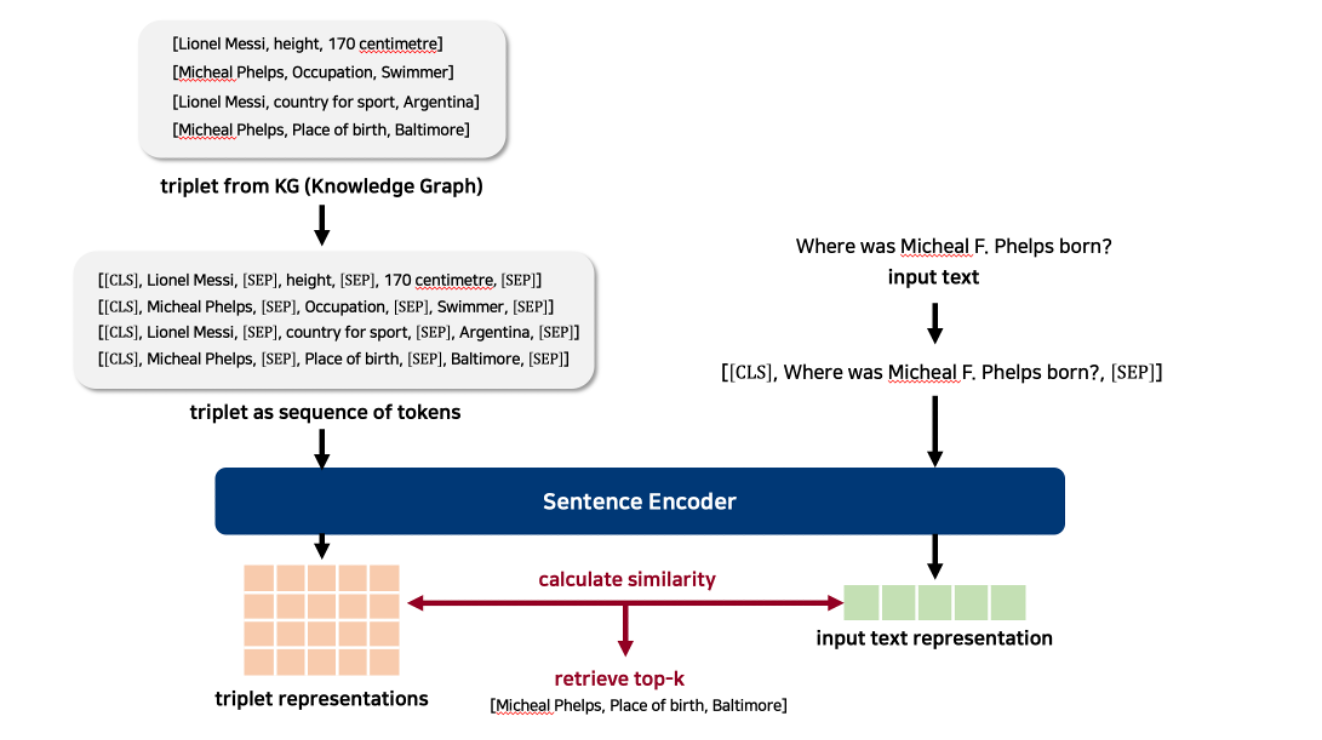 [Lionel Messi, height, 170 centimetre]
[Micheal Phelps, Occupation, Swimmer]
[Lionel Messi, country for sport, Argentina]
[Micheal Phelps, Place of birth, Baltimore]
triplet from KG (Knowledge Graph)
[[CLS], Lionel Messi, [SEP], height, [SEP], 170 centimetre, [SEP]]
[[CLS], Micheal Phelps, [SEP], Occupation, [SEP], Swimmer, [SEP]]
[[CLS], Lionel Messi, [SEP], country for sport, [SEP], Argentina, [SEP]]
[[CLS], Micheal Phelps, [SEP], Place of birth, [SEP], Baltimore, [SEP]]
triplet as sequence of tokens
Where was Micheal F. Phelps born?
input text
[[CLS], Where was Micheal F. Phelps born?, [SEP]]
Sentence Encoder
calculate similarity
triplet representations
input text representation
retrieve top-k
[Micheal Phelps, Place of birth, Baltimore]